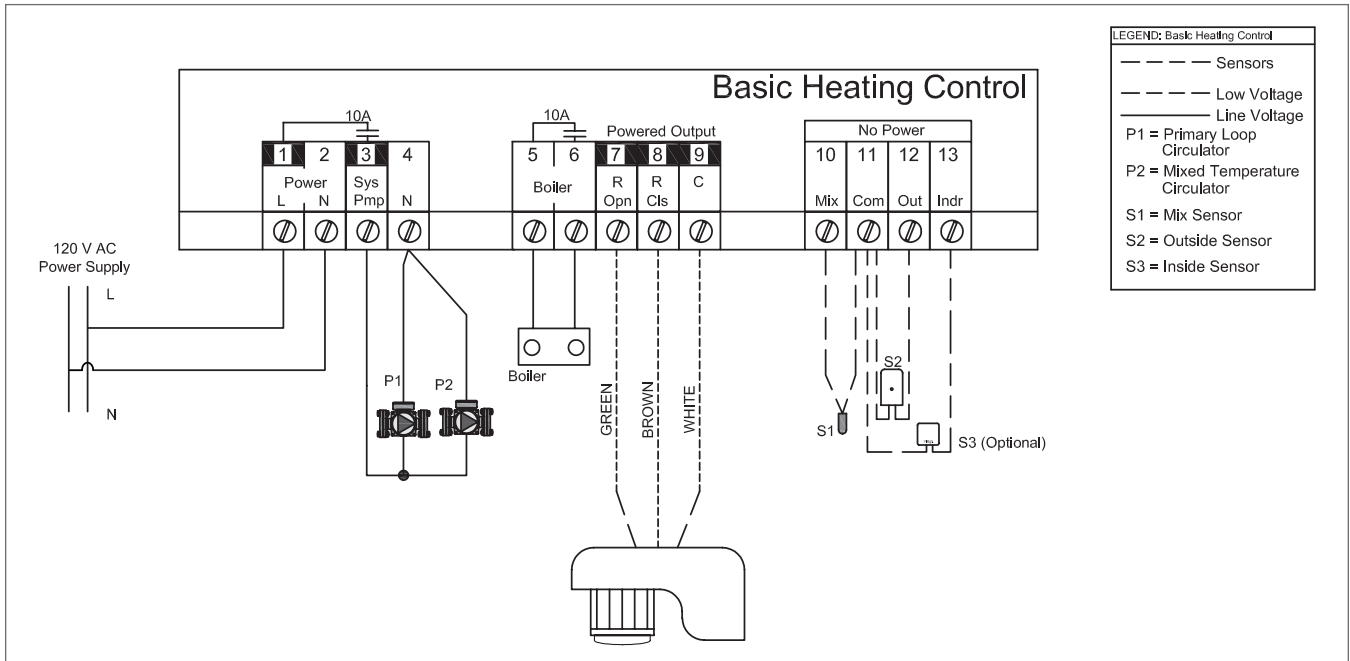 Basic Heating Control
10A
1 2 3 4
Power
Sys
Pmp
L N N
10A
5 6
Boiler
Powered Output
7 8 9
R R C
Opn Cls
No Power
10 11 12 13
Mix Com Out Indr
120 V AC
Power Supply
L
N
P1
P2
Boiler
GREEN
BROWN
WHITE
S1
S2
S3 (Optional)
LEGEND: Basic Heating Control
Sensors
Low Voltage
Line Voltage
P1 = Primary Loop
Circulator
P2 = Mixed Temperature
Circulator
S1 = Mix Sensor
S2 = Outside Sensor
S3 = Inside Sensor